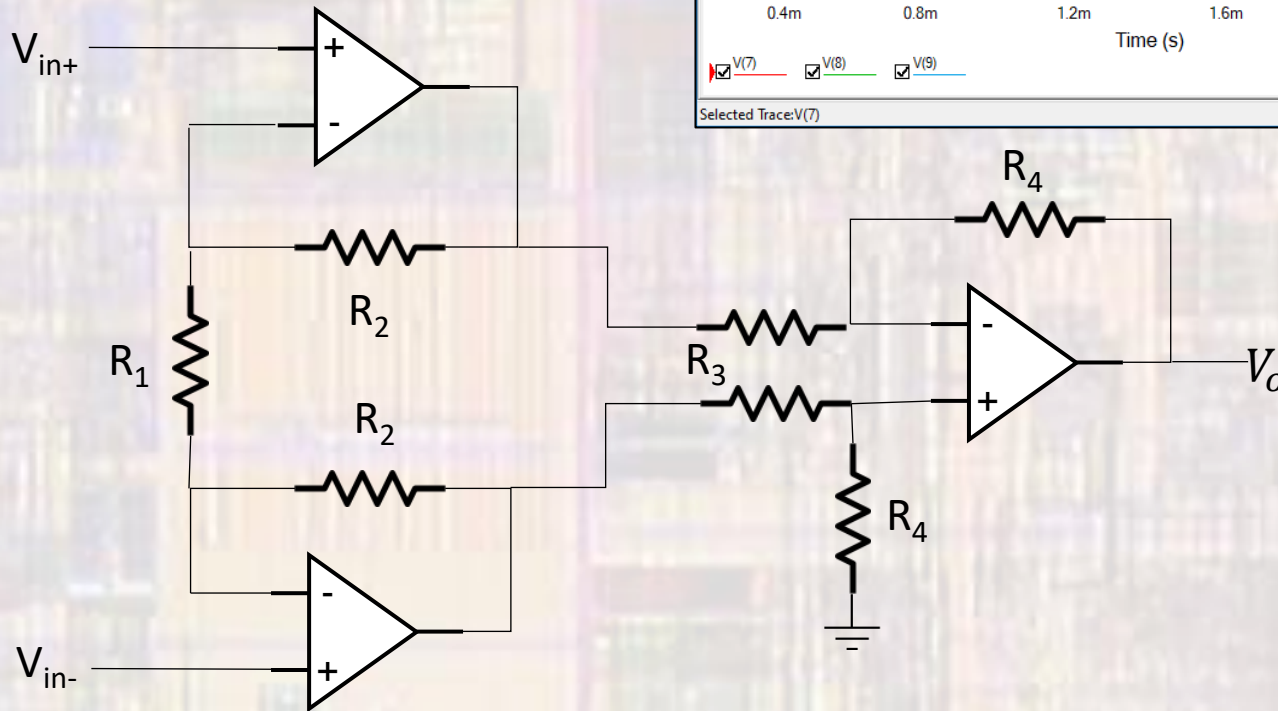 0.4m 0.8m 1.2m 1.6m
Time (s)
V(7) V(8) V(9)
Selected Trace:V(7)
Vin+
+
-
R4
R2
R1
R3
-
+
Vo
R2
R4
-
+
Vin-